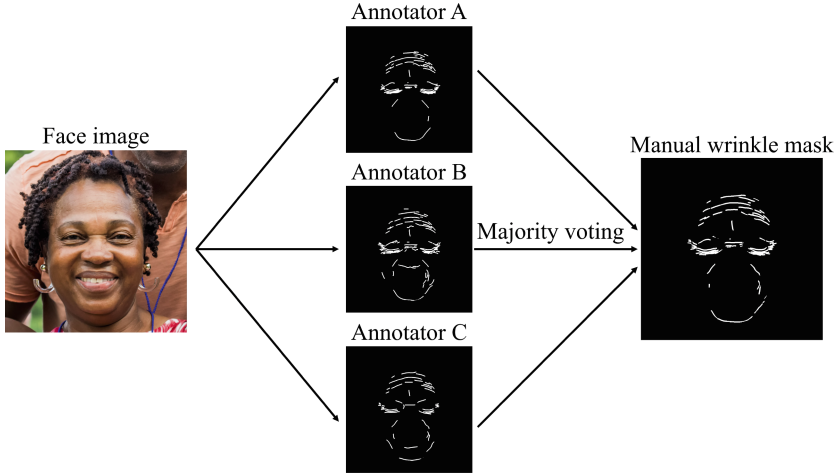 Annotator A
Face image
Annotator B
Majority voting
Manual wrinkle mask
Annotator C